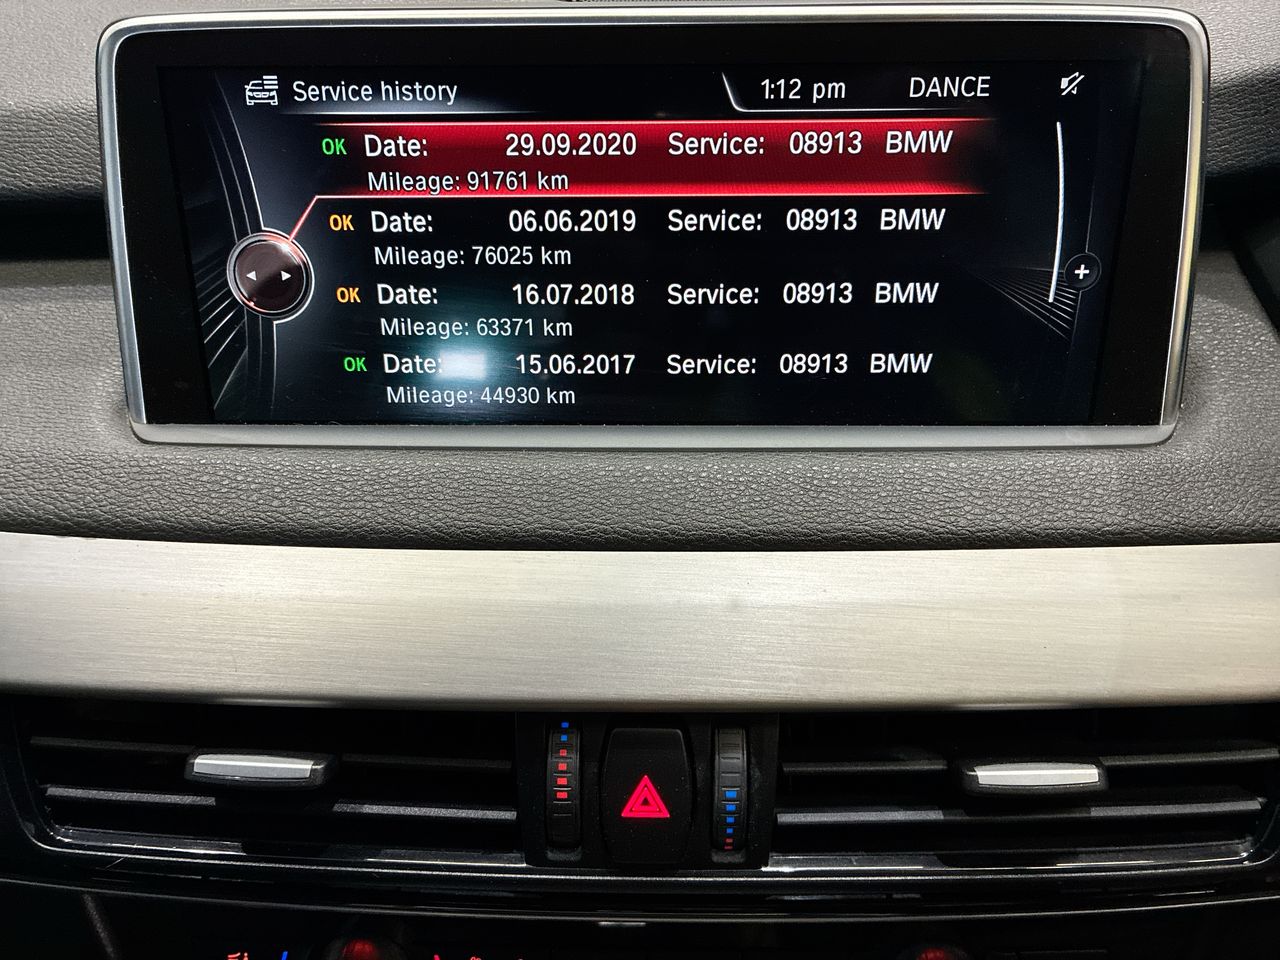 Service history 1:12 pm DANCE
OK Date: 29.09.2020 Service: 08913 BMW
Mileage: 91761 km
OK Date: 06.06.2019 Service: 08913 BMW
Mileage: 76025 km
OK Date: 16.07.2018 Service: 08913 BMW
Mileage: 63371 km
OK Date: 15.06.2017 Service: 08913 BMW
Mileage: 44930 km